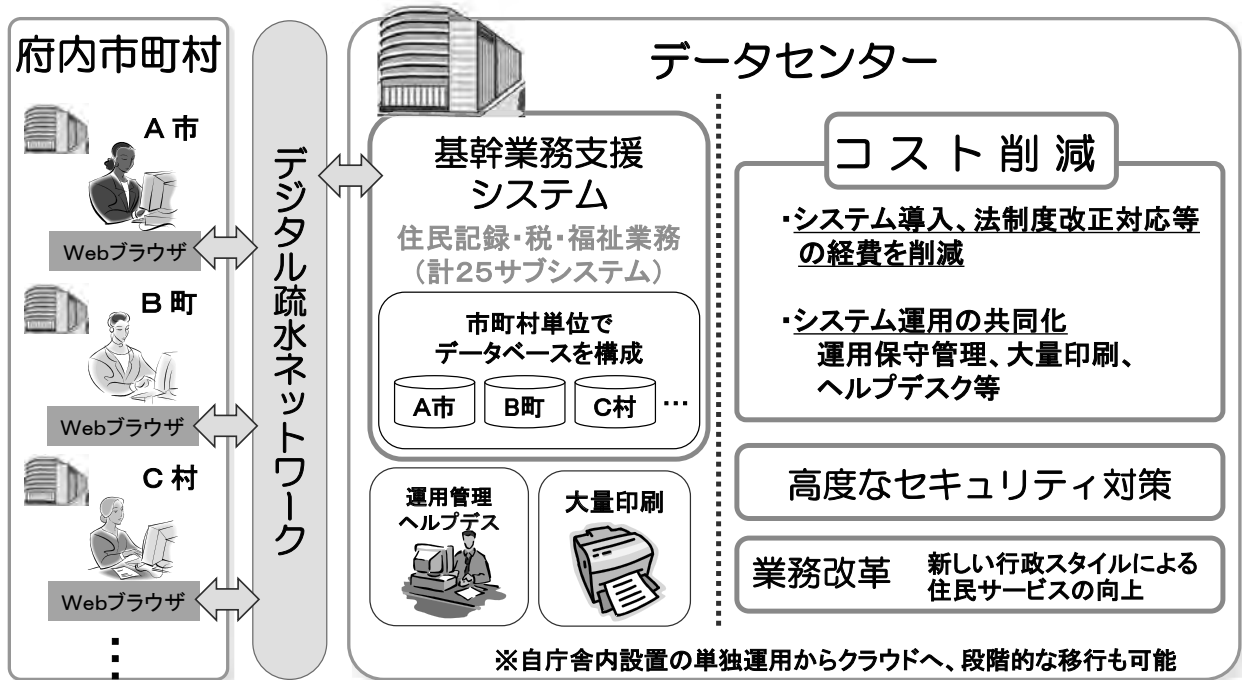 府内市町村
A市
Webブラウザ
B町
Webブラウザ
C村
Webブラウザ
⋮
デジタル疏水ネットワーク
データセンター
基幹業務支援
システム
住民記録・税・福祉業務
（計25サブシステム）
市町村単位で
データベースを構成
A市 B町 C村 …
運用管理
ヘルプデス
大量印刷
コスト削減
・システム導入、法制度改正対応等
の経費を削減
・システム運用の共同化
運用保守管理、大量印刷、
ヘルプデスク等
高度なセキュリティ対策
業務改革 新しい行政スタイルによる
住民サービスの向上
※自庁舎内設置の単独運用からクラウドへ、段階的な移行も可能